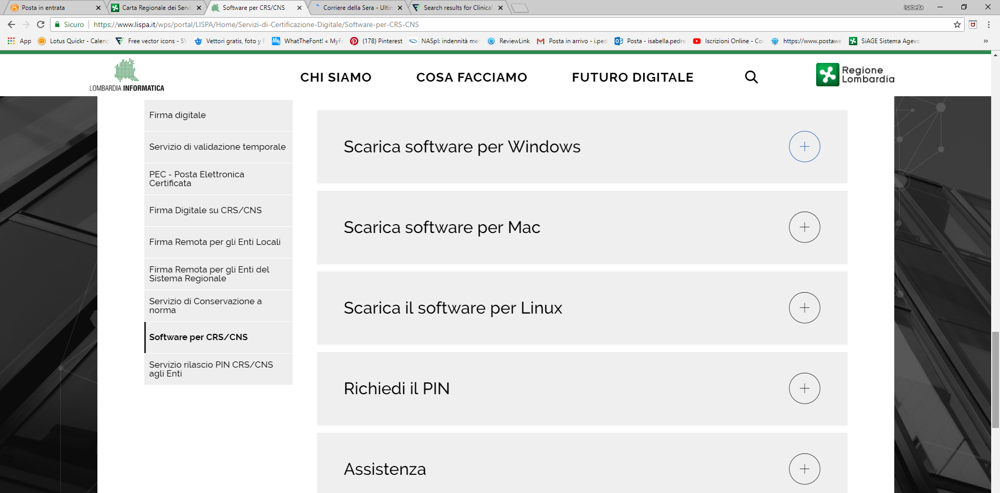 Posta in entrata
Carta Regionale dei Servi
Software per CRS/CNS
Corriere della Sera - Ultim
Search results for Clinical
Isabella
Sicuro
https://www.lispa.it/wps/portal/LISPA/Home/Servizi-di-Certificazione-Digitale/Software-per-CRS-CNS
App
Lotus Quickr - Calend
Free vector icons - SV
Vettori gratis, foto y P
WhatTheFont! « MyFo
(178) Pinterest
NASpI: indennità men
ReviewLink
Posta in arrivo - i.ped
Posta - isabella.pedre
Iscrizioni Online - Co
https://www.postawe
SiAGE Sistema Agevo
LOMBARDIA INFORMATICA
CHI SIAMO
COSA FACCIAMO
FUTURO DIGITALE
Regione
Lombardia
Firma digitale
Servizio di validazione temporale
PEC - Posta Elettronica
Certificata
Firma Digitale su CRS/CNS
Firma Remota per gli Enti Locali
Firma Remota per gli Enti del
Sistema Regionale
Servizio di Conservazione a
norma
Software per CRS/CNS
Servizio rilascio PIN CRS/CNS
agli Enti
Scarica software per Windows
Scarica software per Mac
Scarica il software per Linux
Richiedi il PIN
Assistenza